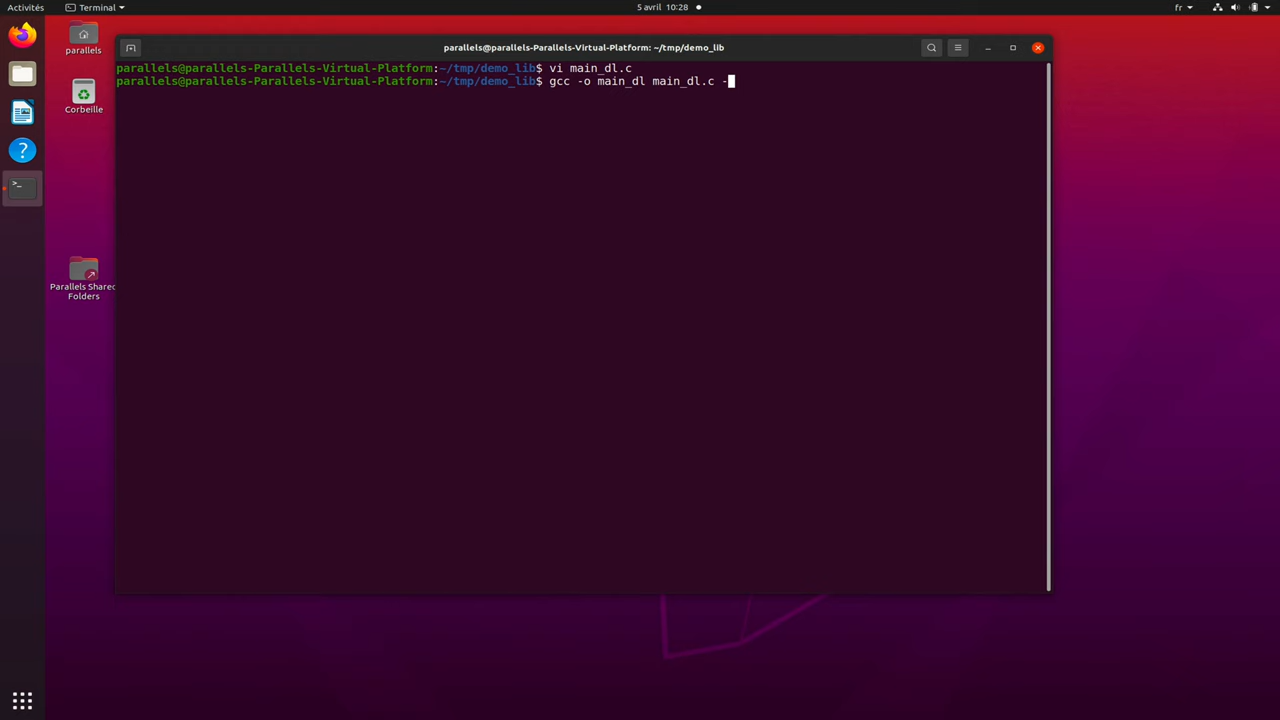 Activités
Terminal
5 avril 10:28
fr
parallels
Corbeille
Parallels Shared
Folders
parallels@parallels-Parallels-Virtual-Platform: ~/tmp/demo_lib
parallels@parallels-Parallels-Virtual-Platform:~/tmp/demo_lib$ vi main_dl.c
parallels@parallels-Parallels-Virtual-Platform:~/tmp/demo_lib$ gcc -o main_dl main_dl.c -